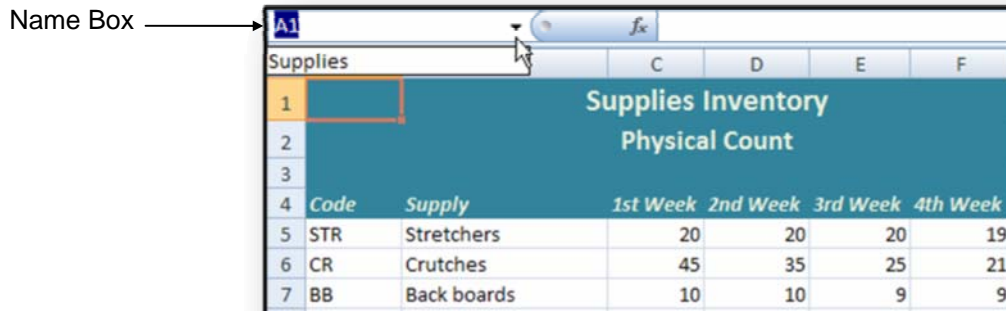 Name Box
A1 fx
Supplies C D E F
1 Supplies Inventory
2 Physical Count
3
4 Code Supply 1st Week 2nd Week 3rd Week 4th Week
5 STR Stretchers 20 20 20 19
6 CR Crutches 45 35 25 21
7 BB Back boards 10 10 9 9